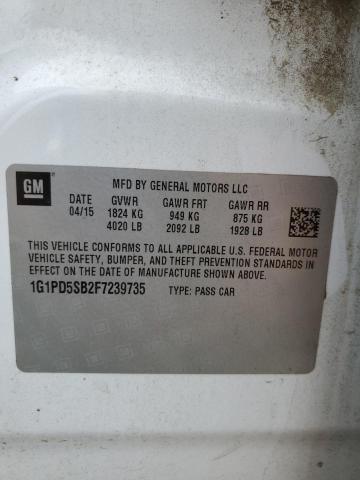 GM
MFD BY GENERAL MOTORS LLC
DATE GVWR GAWR FRT GAWR RR
04/15 1824 KG 949 KG 875 KG
4020 LB 2092 LB 1928 LB
THIS VEHICLE CONFORMS TO ALL APPLICABLE U.S. FEDERAL MOTOR
VEHICLE SAFETY, BUMPER, AND THEFT PREVENTION STANDARDS IN
EFFECT ON THE DATE OF MANUFACTURE SHOWN ABOVE.
1G1PD5SB2F7239735 TYPE: PASS CAR